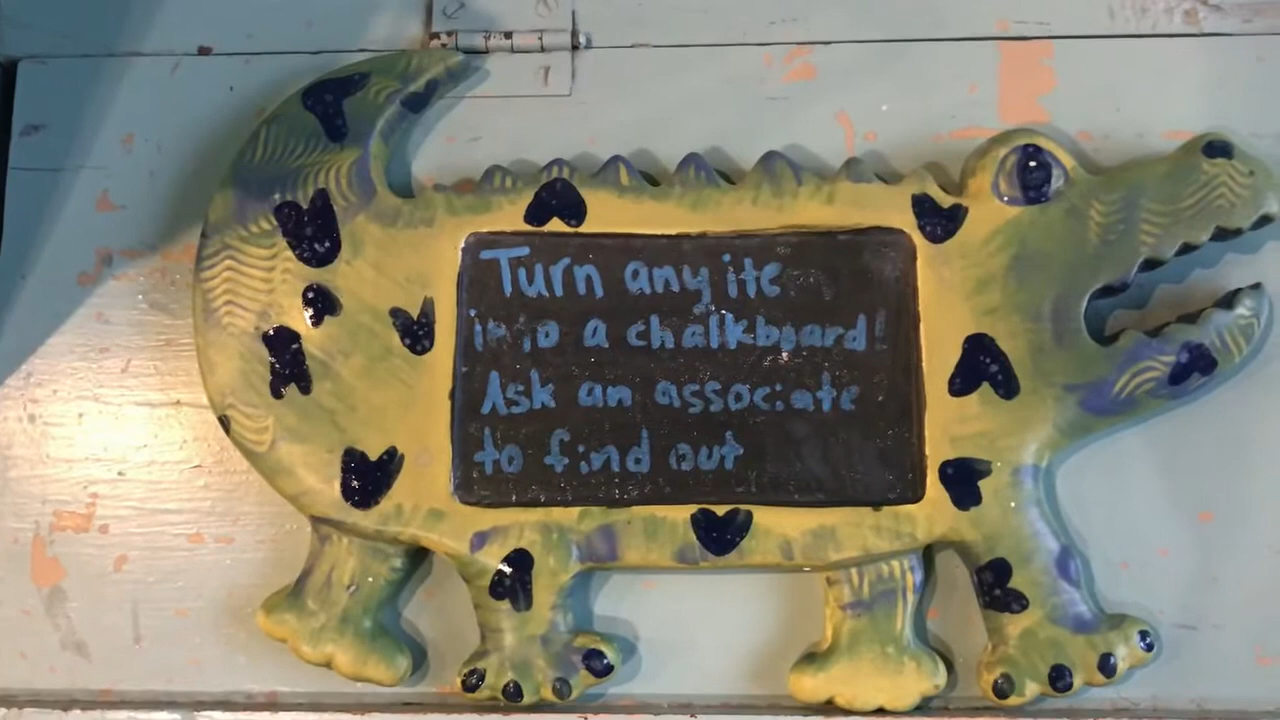 Turn any ite
into a chalkboard!
Ask an associate
to find out